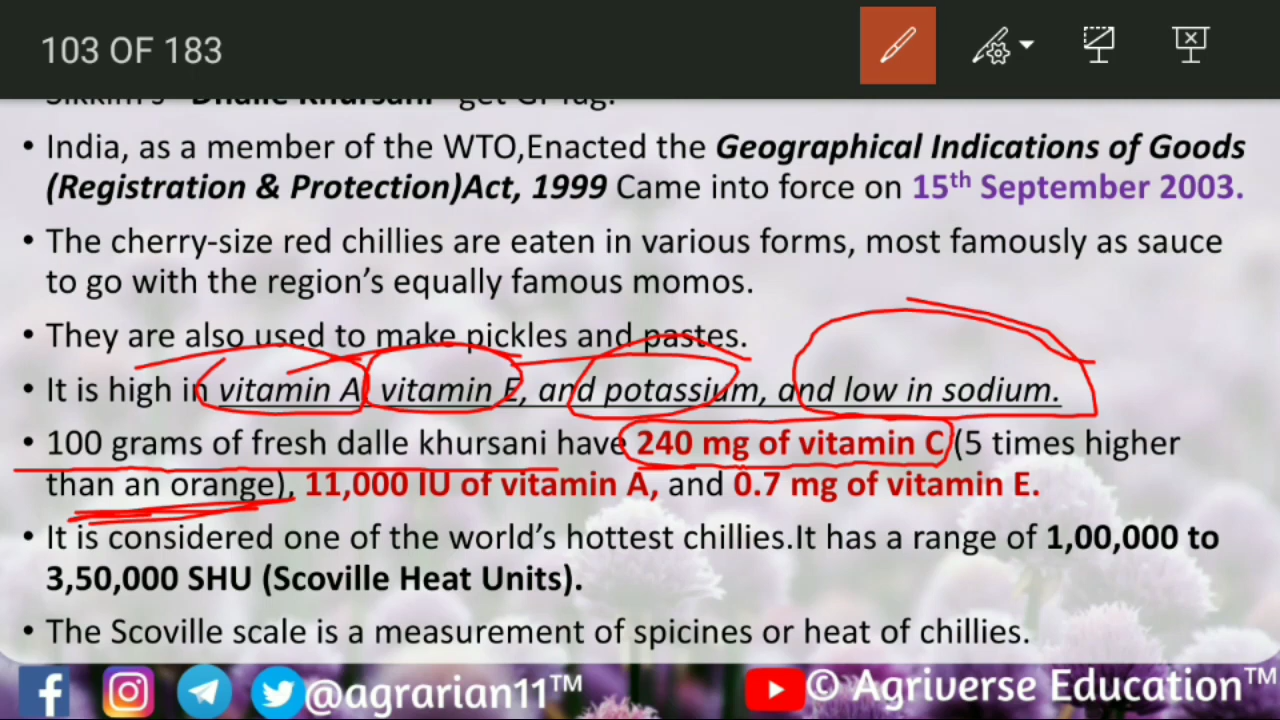 103 OF 183
Sikkim's "Dhalle Khursani" get GI Tag.
• India, as a member of the WTO,Enacted the Geographical Indications of Goods
(Registration & Protection)Act, 1999 Came into force on 15th September 2003.
• The cherry-size red chillies are eaten in various forms, most famously as sauce
to go with the region's equally famous momos.
• They are also used to make pickles and pastes.
• It is high in vitamin A, vitamin E, and potassium, and low in sodium.
• 100 grams of fresh dalle khursani have 240 mg of vitamin C (5 times higher
than an orange), 11,000 IU of vitamin A, and 0.7 mg of vitamin E.
• It is considered one of the world's hottest chillies.It has a range of 1,00,000 to
3,50,000 SHU (Scoville Heat Units).
• The Scoville scale is a measurement of spicines or heat of chillies.
@agrarian11™ © Agriverse Education™